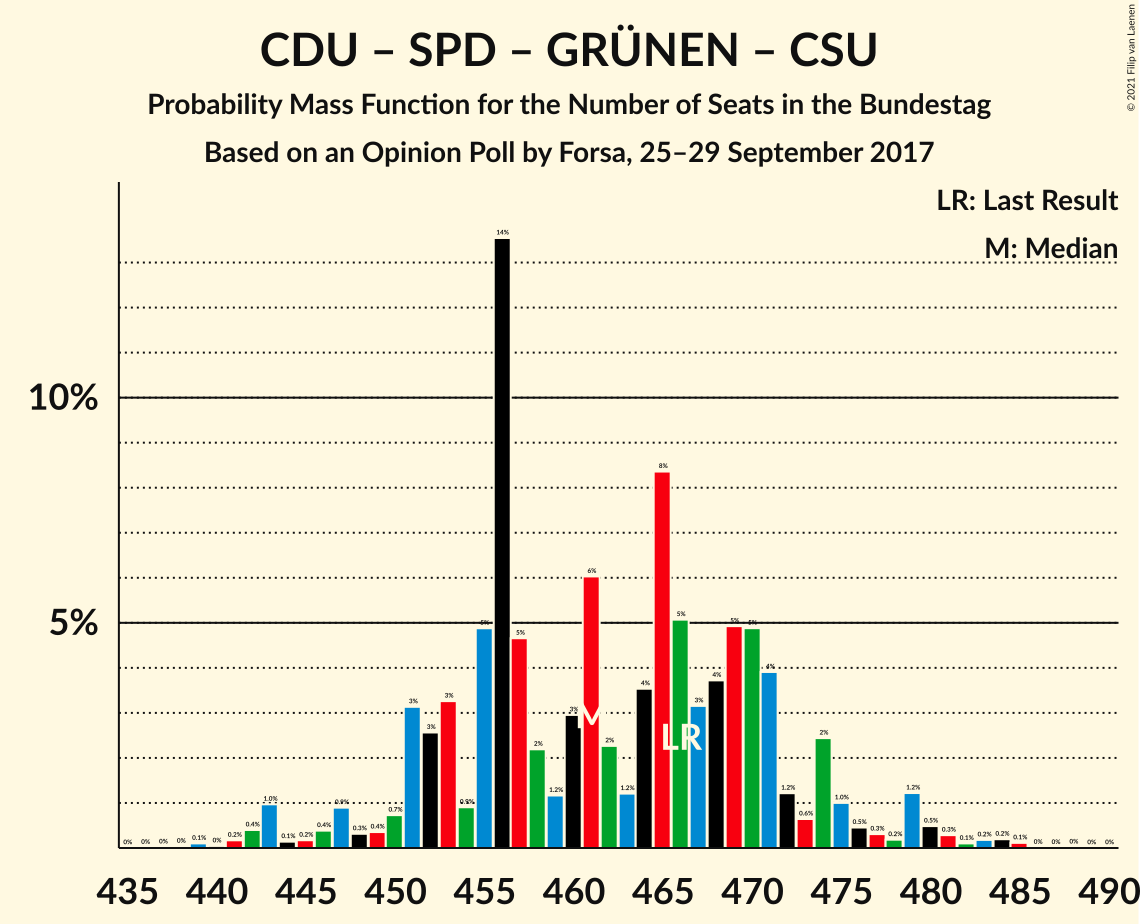 © 2021 Filip van Laenen
CDU – SPD – GRÜNEN – CSU
Probability Mass Function for the Number of Seats in the Bundestag
Based on an Opinion Poll by Forsa, 25–29 September 2017
LR: Last Result
M: Median
10%
5%
0% 0% 0% 0% 0.1% 0% 0.2% 0.4% 1.0% 0.1% 0.2% 0.4% 0.9% 0.3% 0.4% 0.7% 3% 3% 3% 0.9% 5% 14% 5% 2% 1.2% 3% 6% 2% 1.2% 4% 8% 5% 3% 4% 5% 5% 4% 1.2% 0.6% 2% 1.0% 0.5% 0.3% 0.2% 1.2% 0.5% 0.3% 0.1% 0.2% 0.2% 0.1% 0% 0% 0% 0% 0%
M
LR
435 440 445 450 455 460 465 470 475 480 485 490